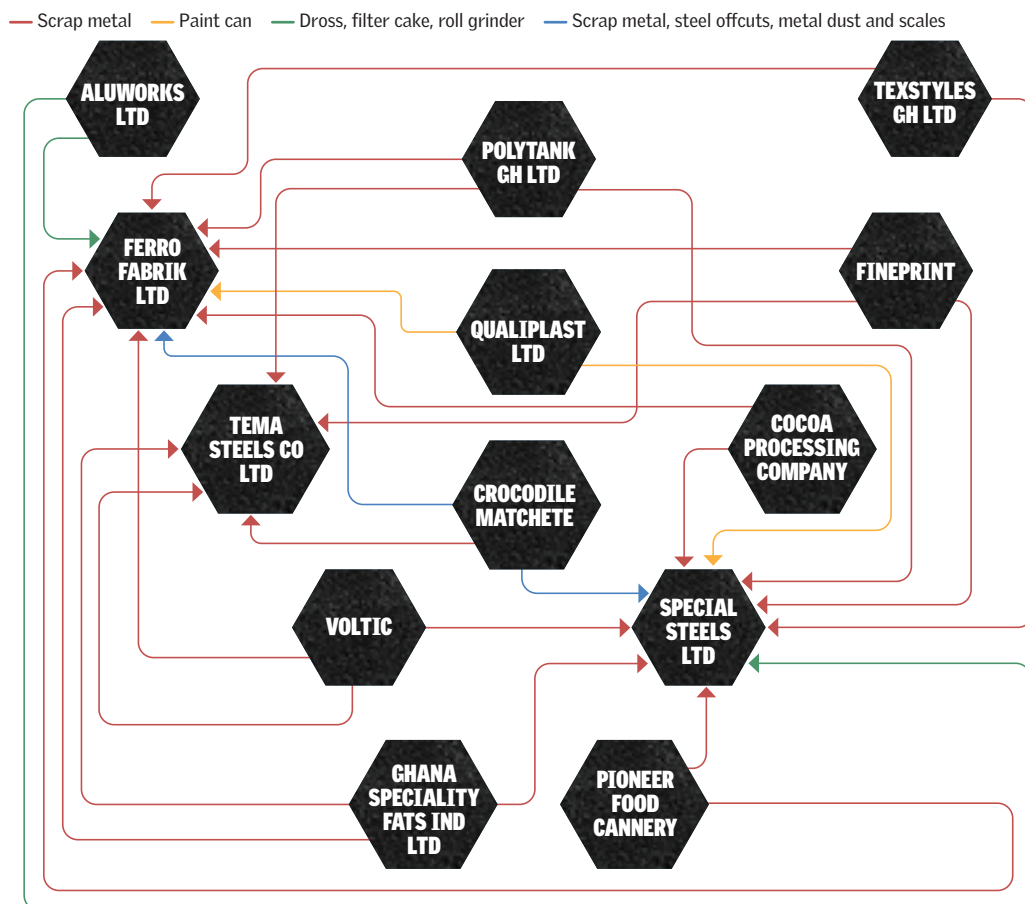 Scrap metal
Paint can
Dross, filter cake, roll grinder
Scrap metal, steel offcuts, metal dust and scales
ALUWORKS
LTD
TEXSTYLES
GH LTD
POLYTANK
GH LTD
FERRO
FABRIK
LTD
FINEPRINT
QUALIPLAST
LTD
TEMA
STEELS CO
LTD
COCOA
PROCESSING
COMPANY
CROCODILE
MATCHETE
VOLTIC
SPECIAL
STEELS
LTD
GHANA
SPECIALITY
FATS IND
LTD
PIONEER
FOOD
CANNERY